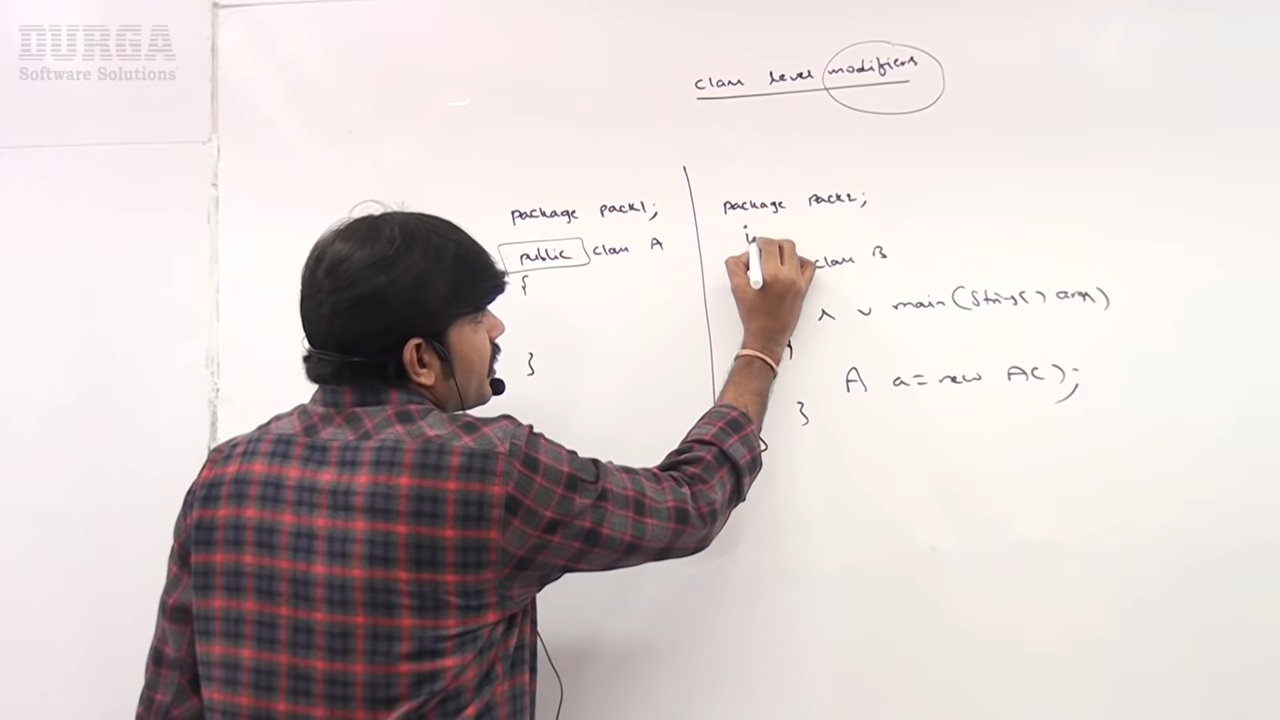 DURGA
Software Solutions
class level modifiers
package pack1;
public class A
{
}
package pack2;
class B
main(String[] args)
A a=new A();
}